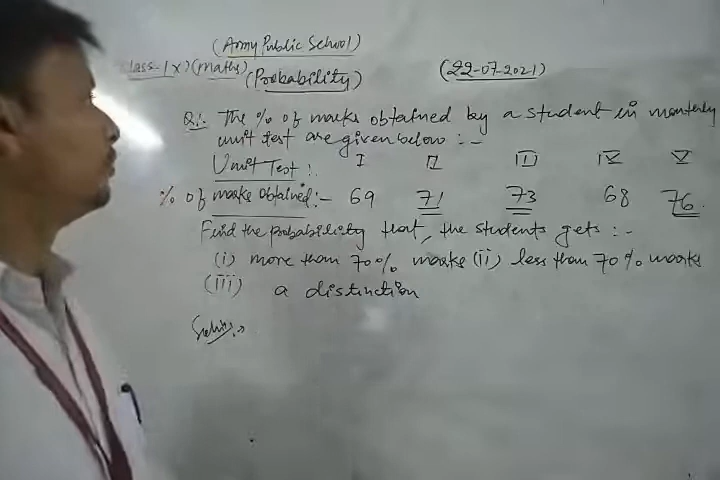 (Army Public School)
Class-IX) (Maths) (Probability) (22-07-2021)
Q.1. The % of marks obtained by a student in monthly
unit test are given below :-
Unit Test :. I II III IV V
% of marks obtained:- 69 71 73 68 76.
Find the probability that, the students gets :-
(i) more than 70% marks (ii) less than 70% marks
(iii) a distinction
Soln:→